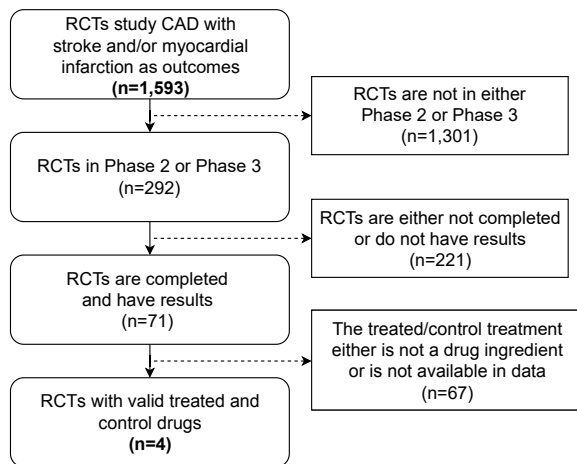 RCTs study CAD with
stroke and/or myocardial
infarction as outcomes
(n=1,593)
RCTs are not in either
Phase 2 or Phase 3
(n=1,301)
RCTs in Phase 2 or Phase 3
(n=292)
RCTs are either not completed
or do not have results
(n=221)
RCTs are completed
and have results
(n=71)
The treated/control treatment
either is not a drug ingredient
or is not available in data
(n=67)
RCTs with valid treated and
control drugs
(n=4)